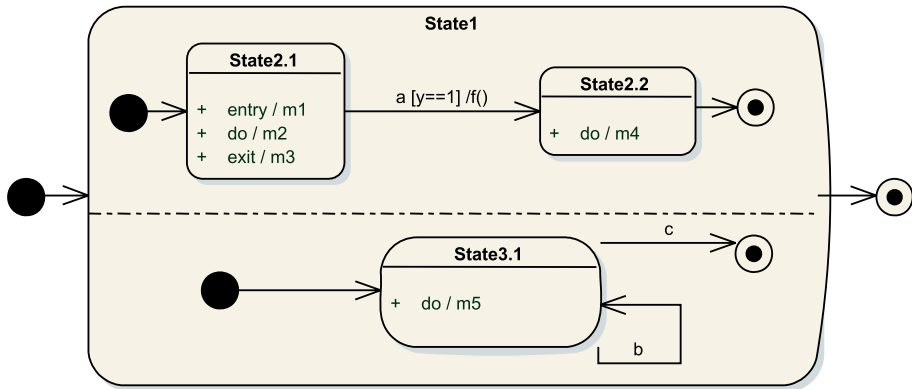 State1
State2.1
+ entry / m1
+ do / m2
+ exit / m3
a [y==1] /f()
State2.2
+ do / m4
State3.1
+ do / m5
c
b